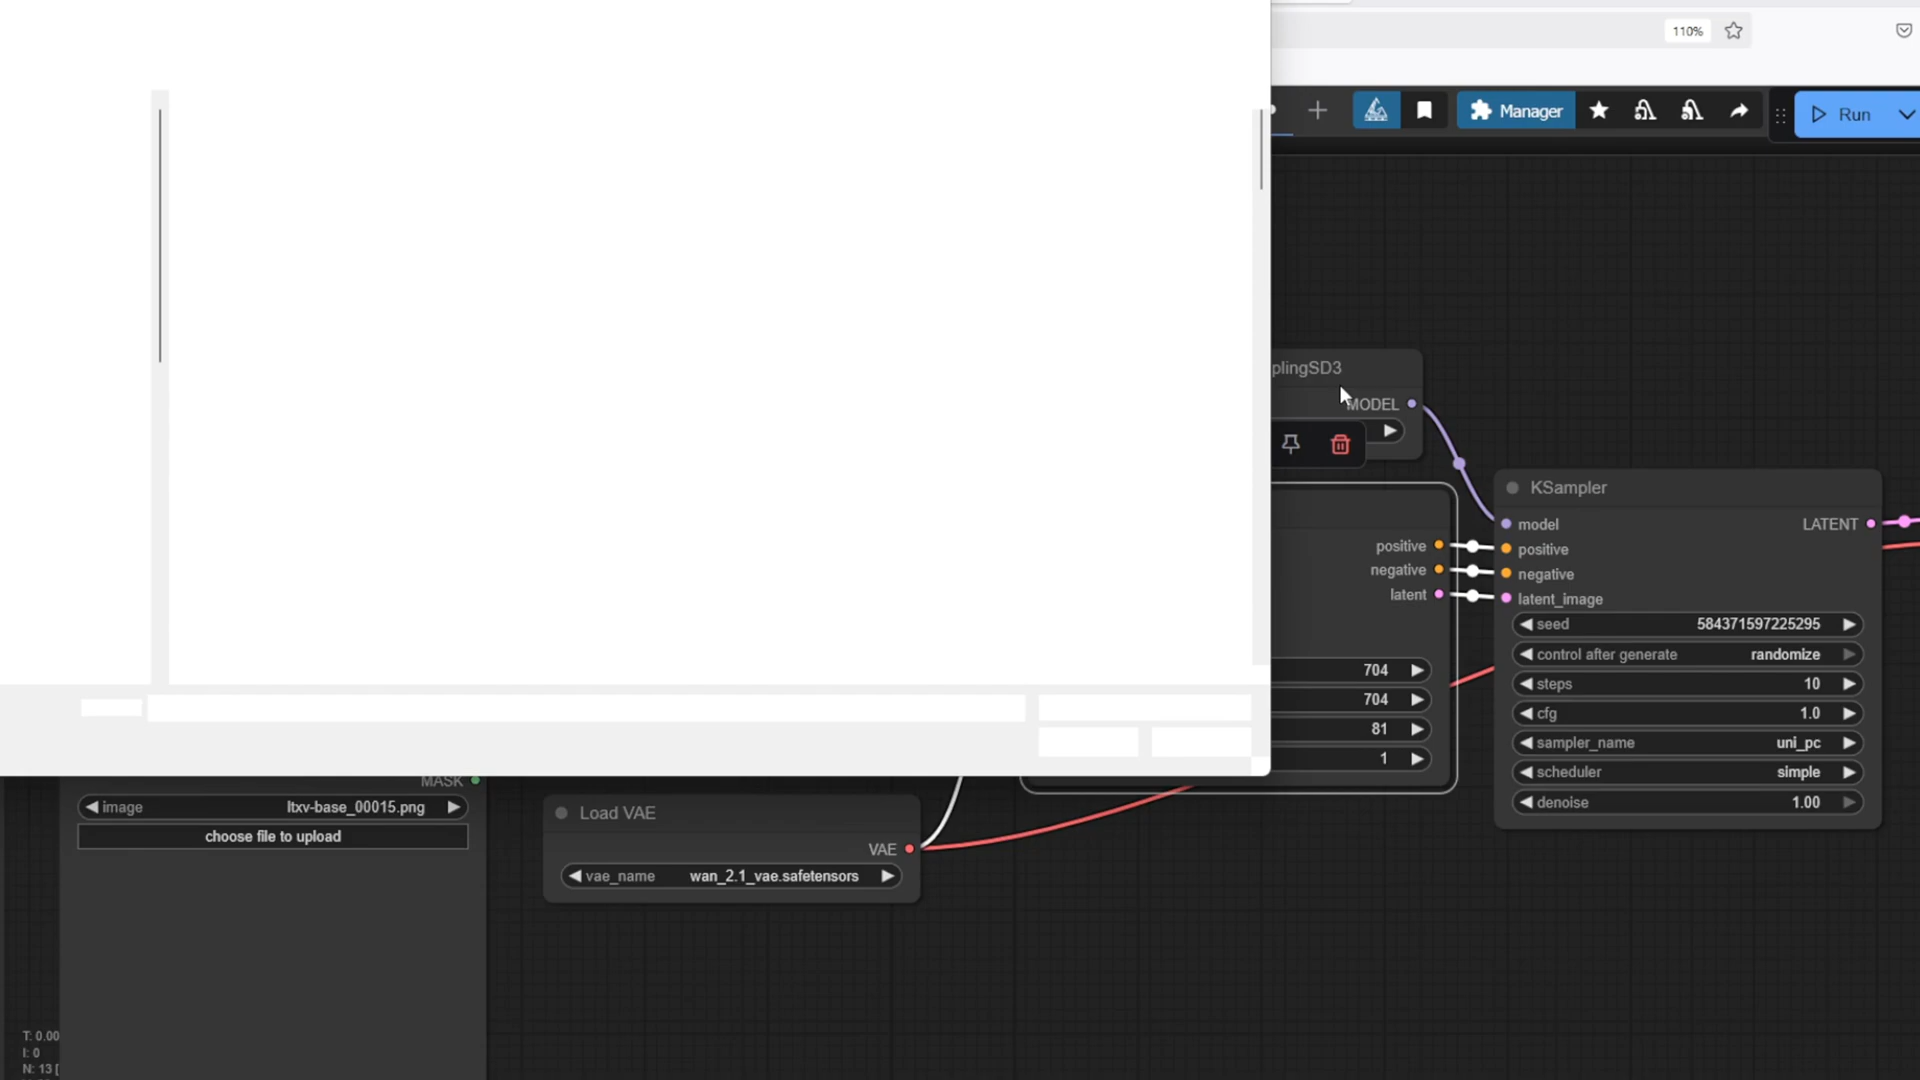 110%
Manager
Run
plingSD3
MODEL
KSampler
model
LATENT
positive
positive
negative
negative
latent
latent_image
seed 584371597225295
control after generate randomize
704
steps 10
704
cfg 1.0
81
sampler_name uni_pc
1
scheduler simple
denoise 1.00
MASK
image ltxv-base_00015.png
choose file to upload
Load VAE
VAE
vae_name wan_2.1_vae.safetensors
T: 0.00
I: 0
N: 13 [